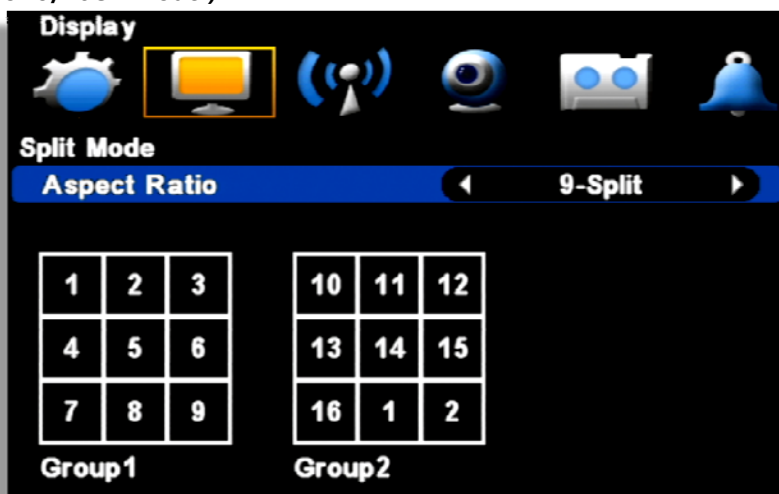 Display
Split Mode
Aspect Ratio 9-Split
1 2 3 10 11 12
4 5 6 13 14 15
7 8 9 16 1 2
Group1 Group2